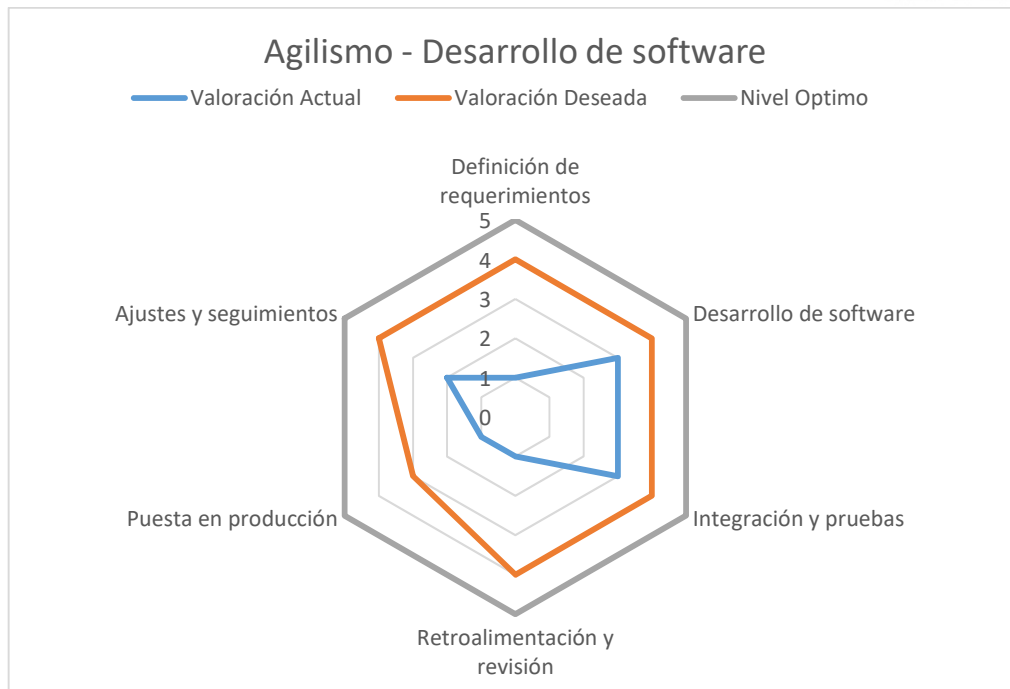 Agilismo - Desarrollo de software
Valoración Actual
Valoración Deseada
Nivel Optimo
Definición de
requerimientos
5
4
3
2
1
0
Desarrollo de software
Integración y pruebas
Retroalimentación y
revisión
Puesta en producción
Ajustes y seguimientos